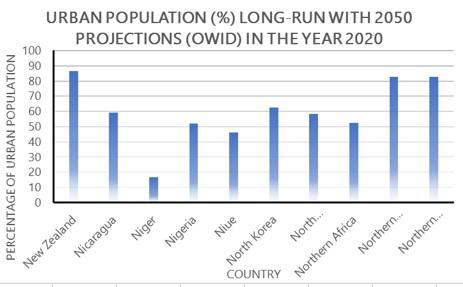 URBAN POPULATION (%) LONG-RUN WITH 2050
PROJECTIONS (OWID) IN THE YEAR 2020
PERCENTAGE OF URBAN POPULATION
100
90
80
70
60
50
40
30
20
10
0
New Zealand
Nicaragua
Niger
Nigeria
Niue
North Korea
North...
Northern Africa
Northern...
Northern...
COUNTRY